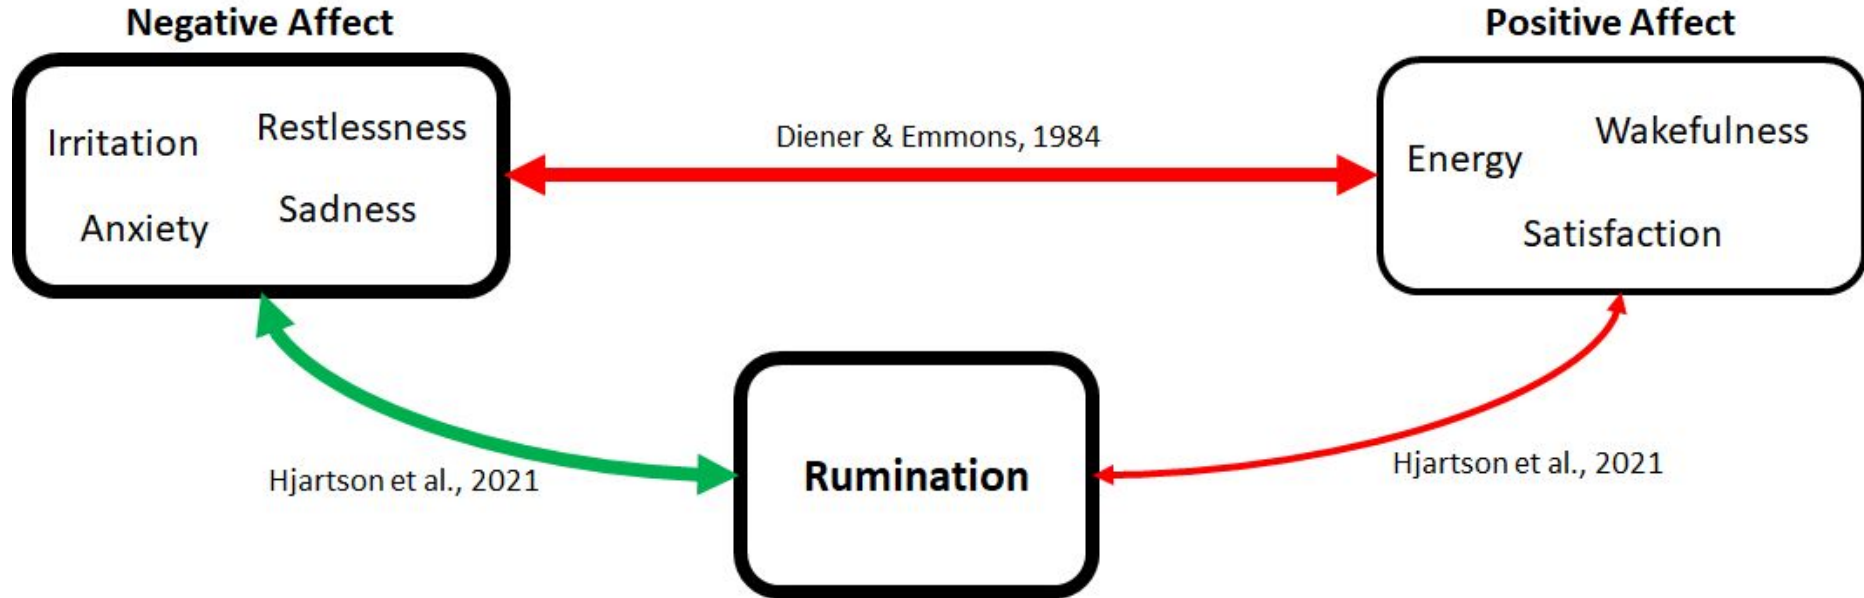 Negative Affect
Positive Affect
Irritation
Restlessness
Anxiety
Sadness
Diener & Emmons, 1984
Energy
Wakefulness
Satisfaction
Hjartson et al., 2021
Rumination
Hjartson et al., 2021